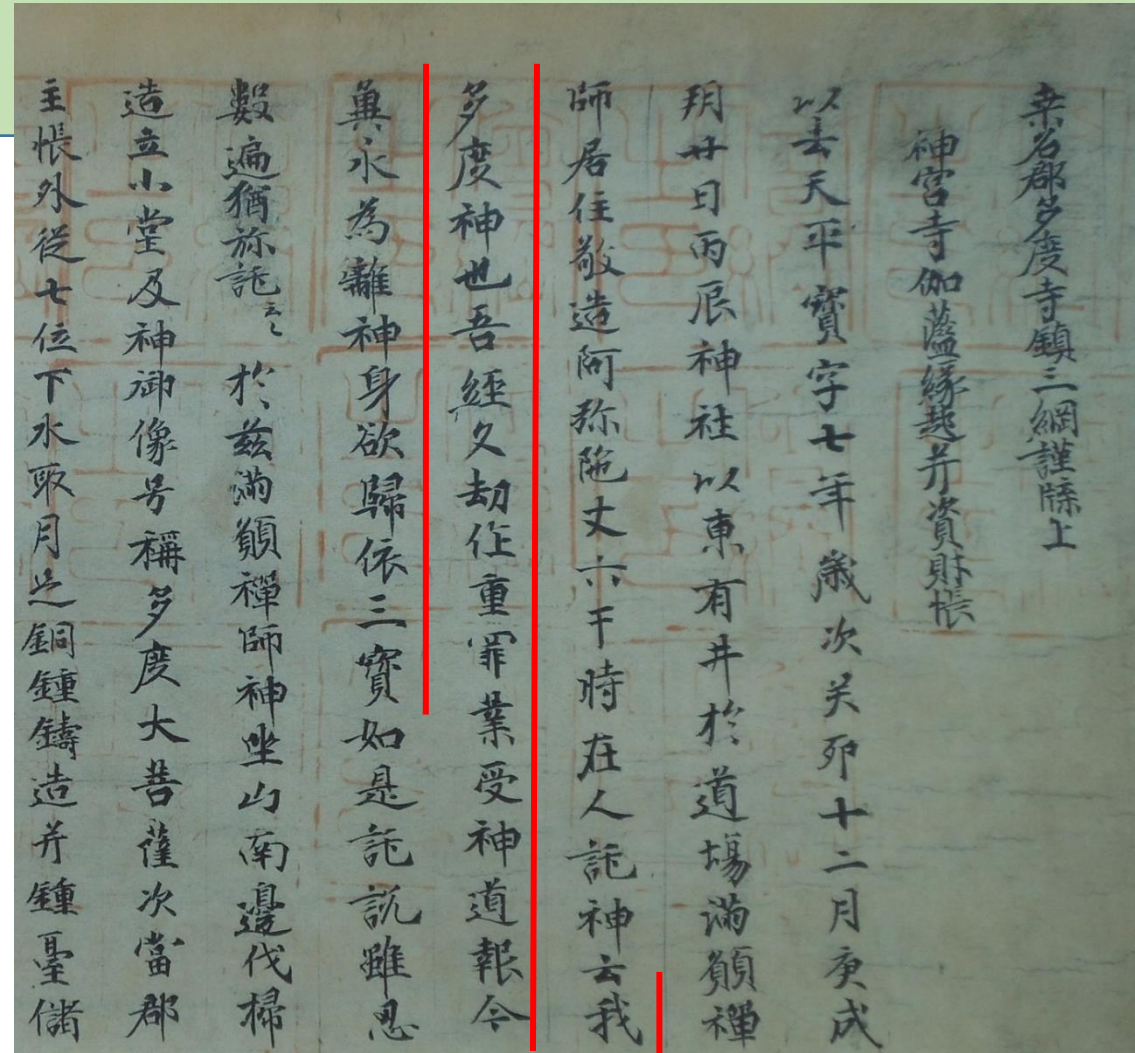 桒名郡多度寺鎮三綱謹牒上
神宮寺伽藍縁起并資財帳
以去天平寳字七年歳次癸卯十二月庚戌
朔廿日丙辰神社以東有井於道場満願禪
師居住敬造阿弥陁丈六于時在人託神云我
多度神也吾經久劫作重罪業受神道報今
冀永為離神身欲歸依三寳如是託訖雖忍
數遍猶弥託云〻於兹満願禪師神坐山南邊伐掃
造立小堂及神御像号稱多度大菩薩次當郡
主帳外従七位下水取月足銅鍾鑄造并鍾臺儲